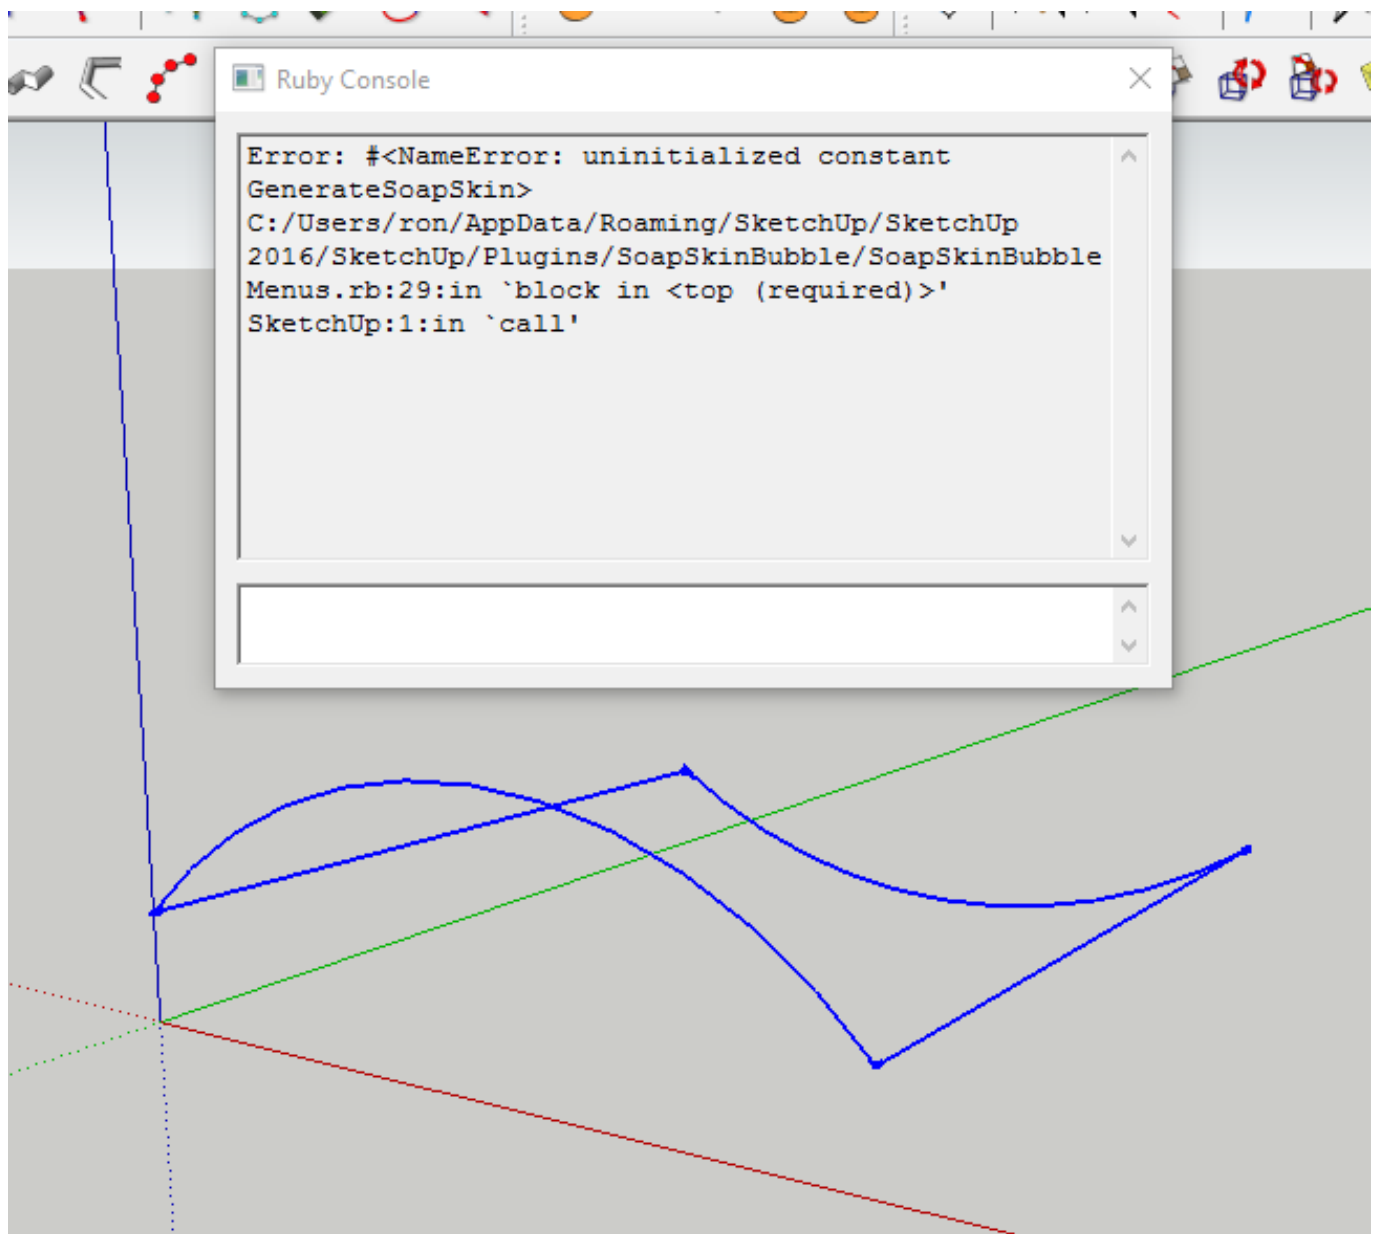 Ruby Console
Error: #<NameError: uninitialized constant
GenerateSoapSkin>
C:/Users/ron/AppData/Roaming/SketchUp/SketchUp
2016/SketchUp/Plugins/SoapSkinBubble/SoapSkinBubble
Menus.rb:29:in `block in <top (required)>'
SketchUp:1:in `call'